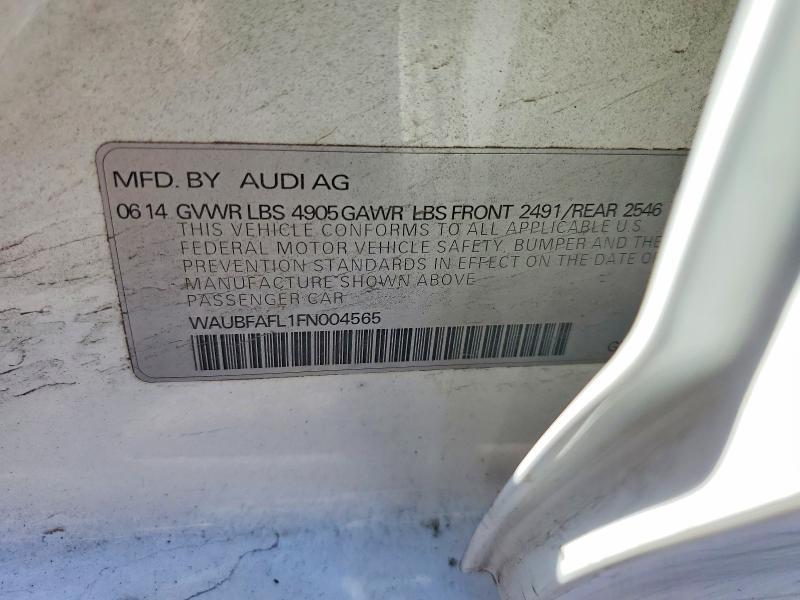 MFD. BY AUDI AG
06 14 GVWR LBS 4905 GAWR LBS FRONT 2491/REAR 2546
THIS VEHICLE CONFORMS TO ALL APPLICABLE U.S.
FEDERAL MOTOR VEHICLE SAFETY, BUMPER AND THE
PREVENTION STANDARDS IN EFFECT ON THE DATE OF
MANUFACTURE SHOWN ABOVE
PASSENGER CAR
WAUBFAFL1FN004565